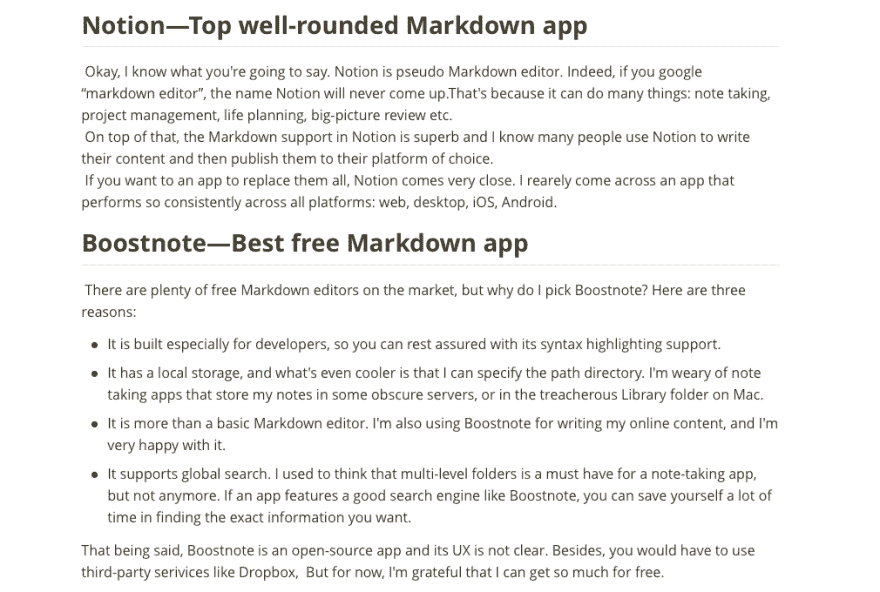 Notion—Top well-rounded Markdown app
Okay, I know what you're going to say. Notion is pseudo Markdown editor. Indeed, if you google
“markdown editor”, the name Notion will never come up.That's because it can do many things: note taking,
project management, life planning, big-picture review etc.
On top of that, the Markdown support in Notion is superb and I know many people use Notion to write
their content and then publish them to their platform of choice.
If you want to an app to replace them all, Notion comes very close. I rearely come across an app that
performs so consistently across all platforms: web, desktop, iOS, Android.
Boostnote—Best free Markdown app
There are plenty of free Markdown editors on the market, but why do I pick Boostnote? Here are three
reasons:
• It is built especially for developers, so you can rest assured with its syntax highlighting support.
• It has a local storage, and what's even cooler is that I can specify the path directory. I'm weary of note
taking apps that store my notes in some obscure servers, or in the treacherous Library folder on Mac.
• It is more than a basic Markdown editor. I'm also using Boostnote for writing my online content, and I'm
very happy with it.
• It supports global search. I used to think that multi-level folders is a must have for a note-taking app,
but not anymore. If an app features a good search engine like Boostnote, you can save yourself a lot of
time in finding the exact information you want.
That being said, Boostnote is an open-source app and its UX is not clear. Besides, you would have to use
third-party serivices like Dropbox,  But for now, I'm grateful that I can get so much for free.